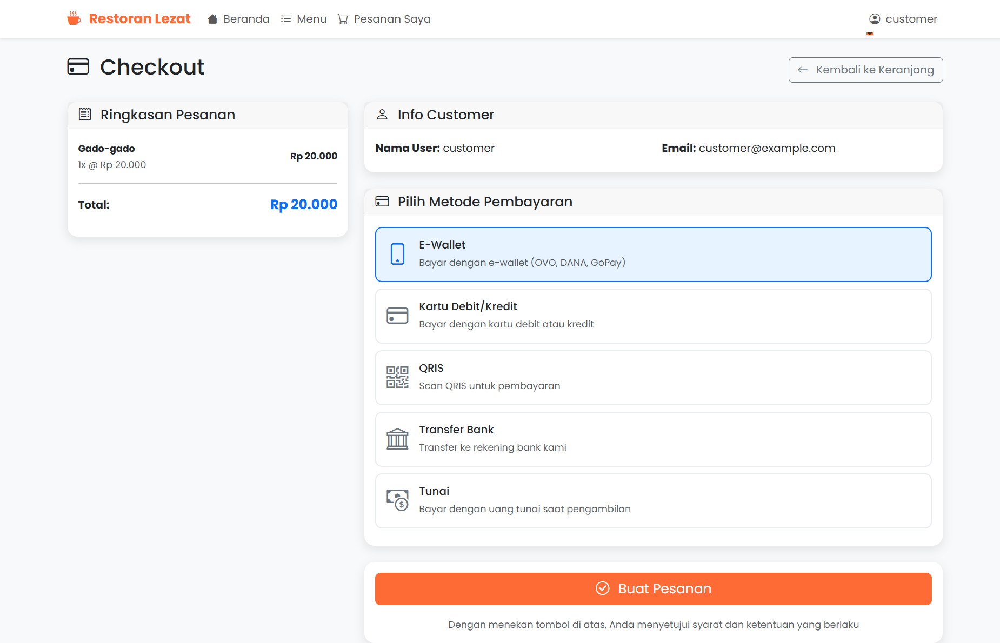 Restoran Lezat
Beranda
Menu
Pesanan Saya
customer
Checkout
Kembali ke Keranjang
Ringkasan Pesanan
Gado-gado
1x @ Rp 20.000
Rp 20.000
Total:
Rp 20.000
Info Customer
Nama User: customer
Email: customer@example.com
Pilih Metode Pembayaran
E-Wallet
Bayar dengan e-wallet (OVO, DANA, GoPay)
Kartu Debit/Kredit
Bayar dengan kartu debit atau kredit
QRIS
Scan QRIS untuk pembayaran
Transfer Bank
Transfer ke rekening bank kami
Tunai
Bayar dengan uang tunai saat pengambilan
Buat Pesanan
Dengan menekan tombol di atas, Anda menyetujui syarat dan ketentuan yang berlaku